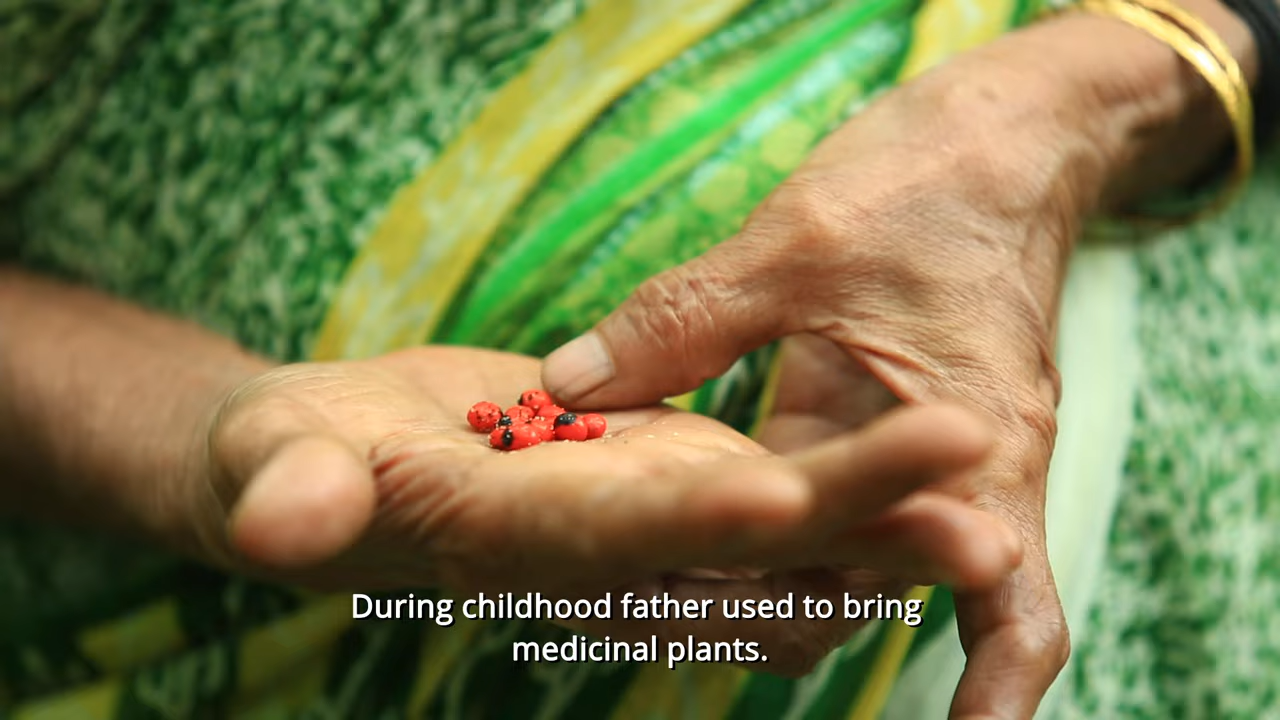 During childhood father used to bring
medicinal plants.